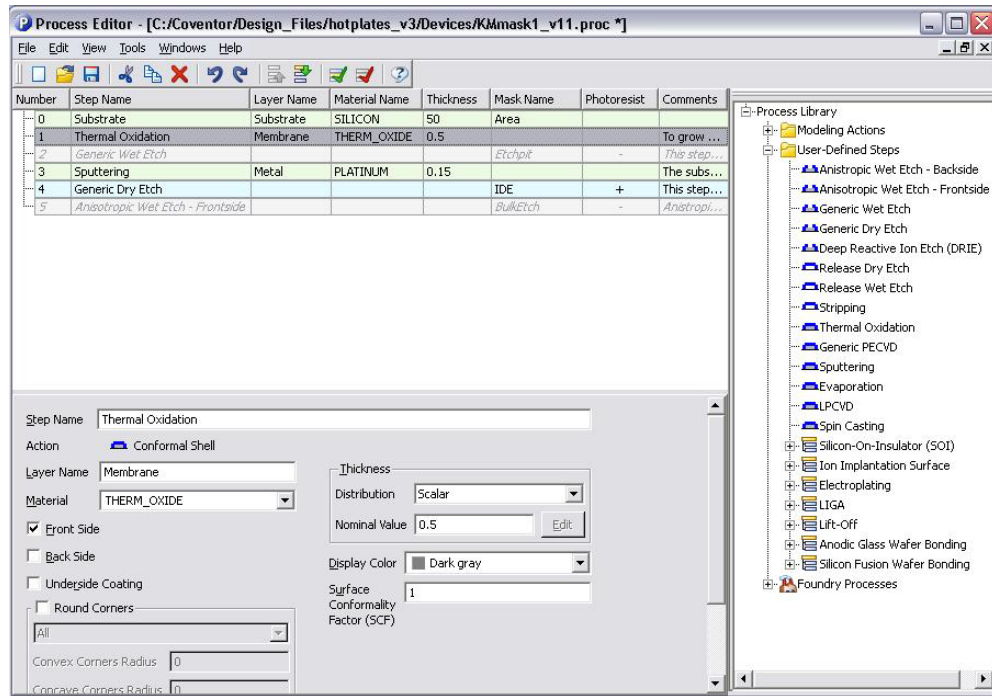 Process Editor - [C:/Coventor/Design_Files/hotplates_v3/Devices/KMmask1_v11.proc *]
File Edit View Tools Windows Help
Number Step Name Layer Name Material Name Thickness Mask Name Photoresist Comments
0 Substrate Substrate SILICON 50 Area
1 Thermal Oxidation Membrane THERM_OXIDE 0.5 To grow ...
2 Generic Wet Etch Etchpit - This step...
3 Sputtering Metal PLATINUM 0.15 The subs...
4 Generic Dry Etch IDE + This step...
5 Anisotropic Wet Etch - Frontside BulkEtch - Anistropi...
Step Name Thermal Oxidation
Action Conformal Shell
Layer Name Membrane
Material THERM_OXIDE
Front Side
Back Side
Underside Coating
Round Corners
All
Convex Corners Radius 0
Concave Corners Radius 0
Thickness
Distribution Scalar
Nominal Value 0.5 Edit
Display Color Dark gray
Surface 1
Conformality
Factor (SCF)
Process Library
Modeling Actions
User-Defined Steps
Anistropic Wet Etch - Backside
Anisotropic Wet Etch - Frontside
Generic Wet Etch
Generic Dry Etch
Deep Reactive Ion Etch (DRIE)
Release Dry Etch
Release Wet Etch
Stripping
Thermal Oxidation
Generic PECVD
Sputtering
Evaporation
LPCVD
Spin Casting
Silicon-On-Insulator (SOI)
Ion Implantation Surface
Electroplating
LIGA
Lift-Off
Anodic Glass Wafer Bonding
Silicon Fusion Wafer Bonding
Foundry Processes